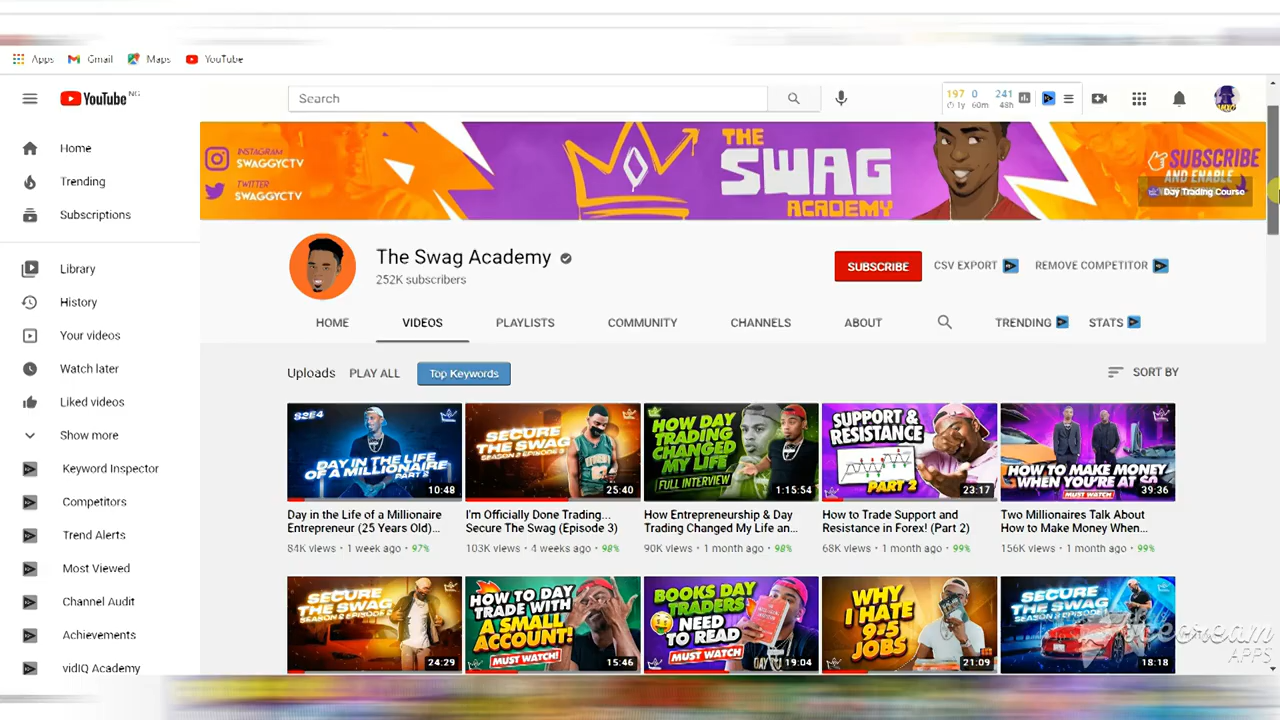 Apps Gmail Maps YouTube
YouTube NG
Search
197 0 241
1y 60m 48h
Home
Trending
Subscriptions
Library
History
Your videos
Watch later
Liked videos
Show more
Keyword Inspector
Competitors
Trend Alerts
Most Viewed
Channel Audit
Achievements
vidIQ Academy
INSTAGRAM
SWAGGYCTV
TWITTER
SWAGGYCTV
THE
SWAG
ACADEMY
SUBSCRIBE
AND ENABLE
Day Trading Course
The Swag Academy
252K subscribers
SUBSCRIBE CSV EXPORT REMOVE COMPETITOR
HOME VIDEOS PLAYLISTS COMMUNITY CHANNELS ABOUT TRENDING STATS
Uploads PLAY ALL Top Keywords SORT BY
S2E4
DAY IN THE LIFE
OF A MILLIONAIRE
PART 2
10:48
Day in the Life of a Millionaire
Entrepreneur (25 Years Old)...
84K views • 1 week ago • 97%
SECURE
THE SWAG
SEASON 2 EPISODE 3
25:40
I'm Officially Done Trading...
Secure The Swag (Episode 3)
103K views • 4 weeks ago • 98%
HOW DAY
TRADING
CHANGED
MY LIFE
FULL INTERVIEW
1:15:54
How Entrepreneurship & Day
Trading Changed My Life an...
90K views • 1 month ago • 98%
SUPPORT &
RESISTANCE
PART 2
23:17
How to Trade Support and
Resistance in Forex! (Part 2)
68K views • 1 month ago • 99%
HOW TO MAKE MONEY
WHEN YOU'RE AT $0
MUST WATCH
39:36
Two Millionaires Talk About
How to Make Money When...
156K views • 1 month ago • 99%
SECURE
THE SWAG
SEASON 2 EPISODE 2
24:29
HOW TO DAY
TRADE WITH
A SMALL
ACCOUNT!
MUST WATCH!
15:46
BOOKS DAY
TRADERS
NEED
TO READ
MUST WATCH
19:04
WHY
I HATE
9-5
JOBS
21:09
SECURE
THE SWAG
18:18
Icecream
APPS